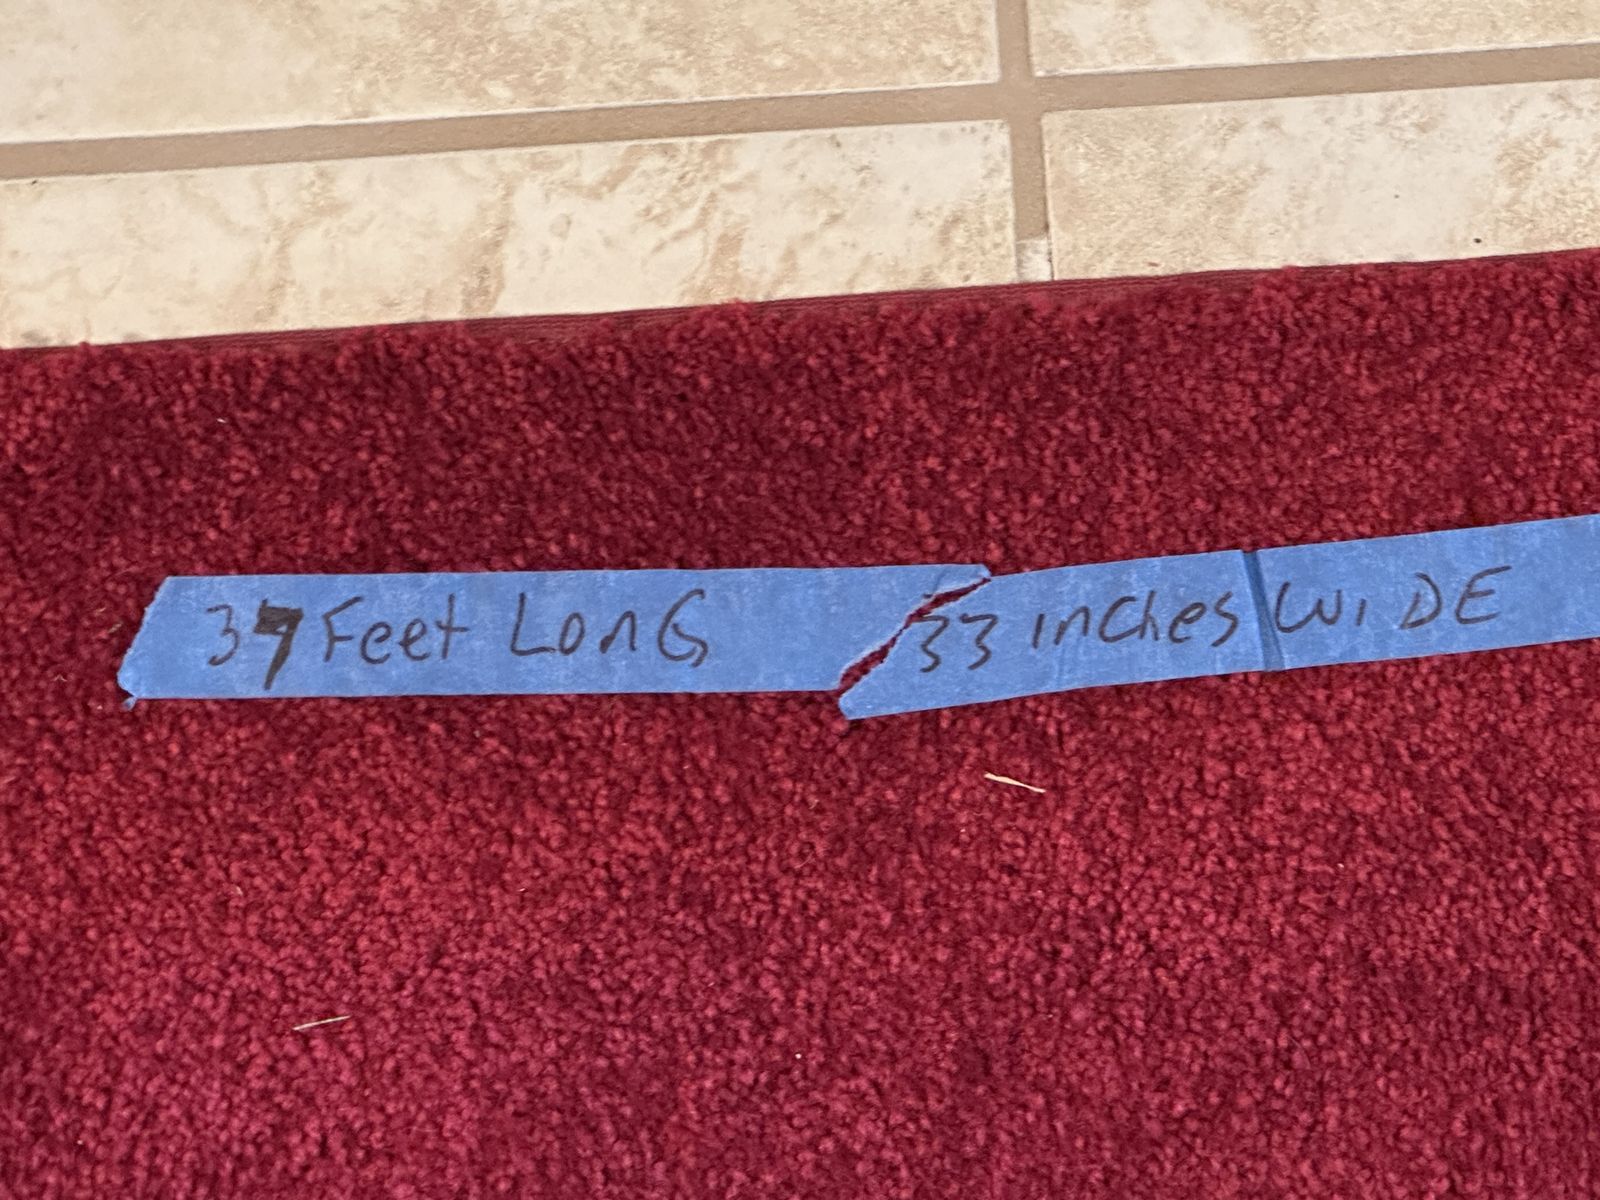 37 Feet Long 33 inches WIDE